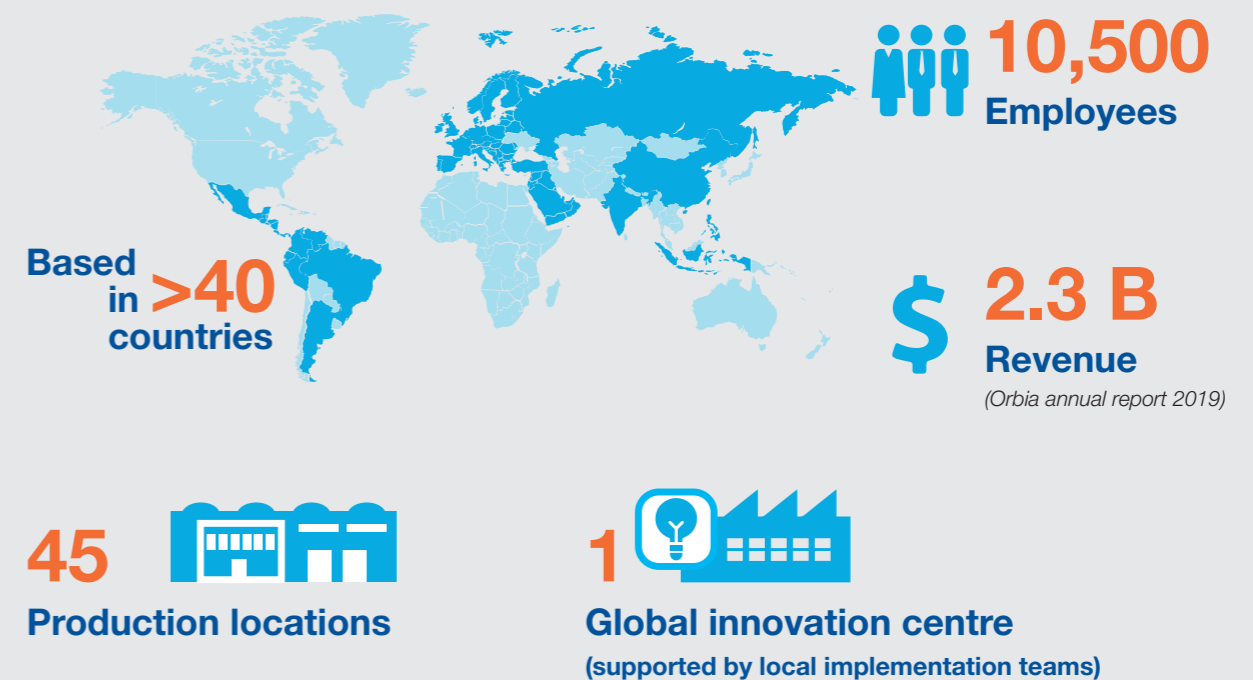 10,500
Employees
Based
in >40
countries
$ 2.3 B
Revenue
(Orbia annual report 2019)
45
Production locations
1
Global innovation centre
(supported by local implementation teams)